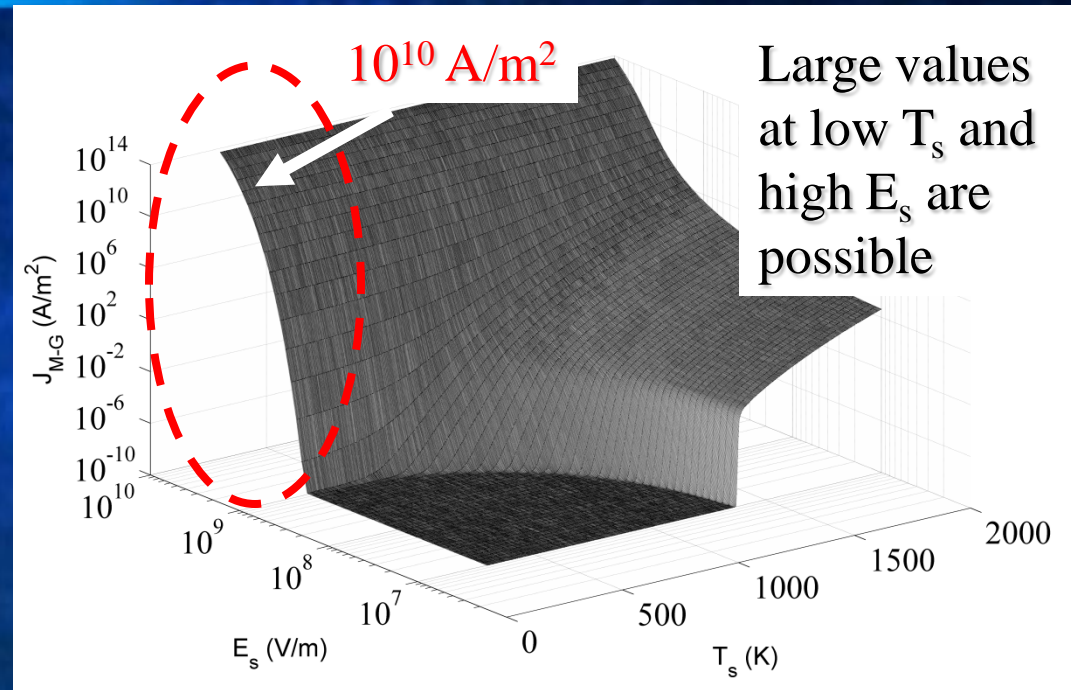 10¹⁰ A/m²
Large values
at low Tₛ and
high Eₛ are
possible
10¹⁴
10¹⁰
10⁶
10²
10⁻²
10⁻⁶
10⁻¹⁰
J_M-G (A/m²)
10¹⁰
10⁹
10⁸
10⁷
Eₛ (V/m)
0
500
1000
1500
2000
Tₛ (K)